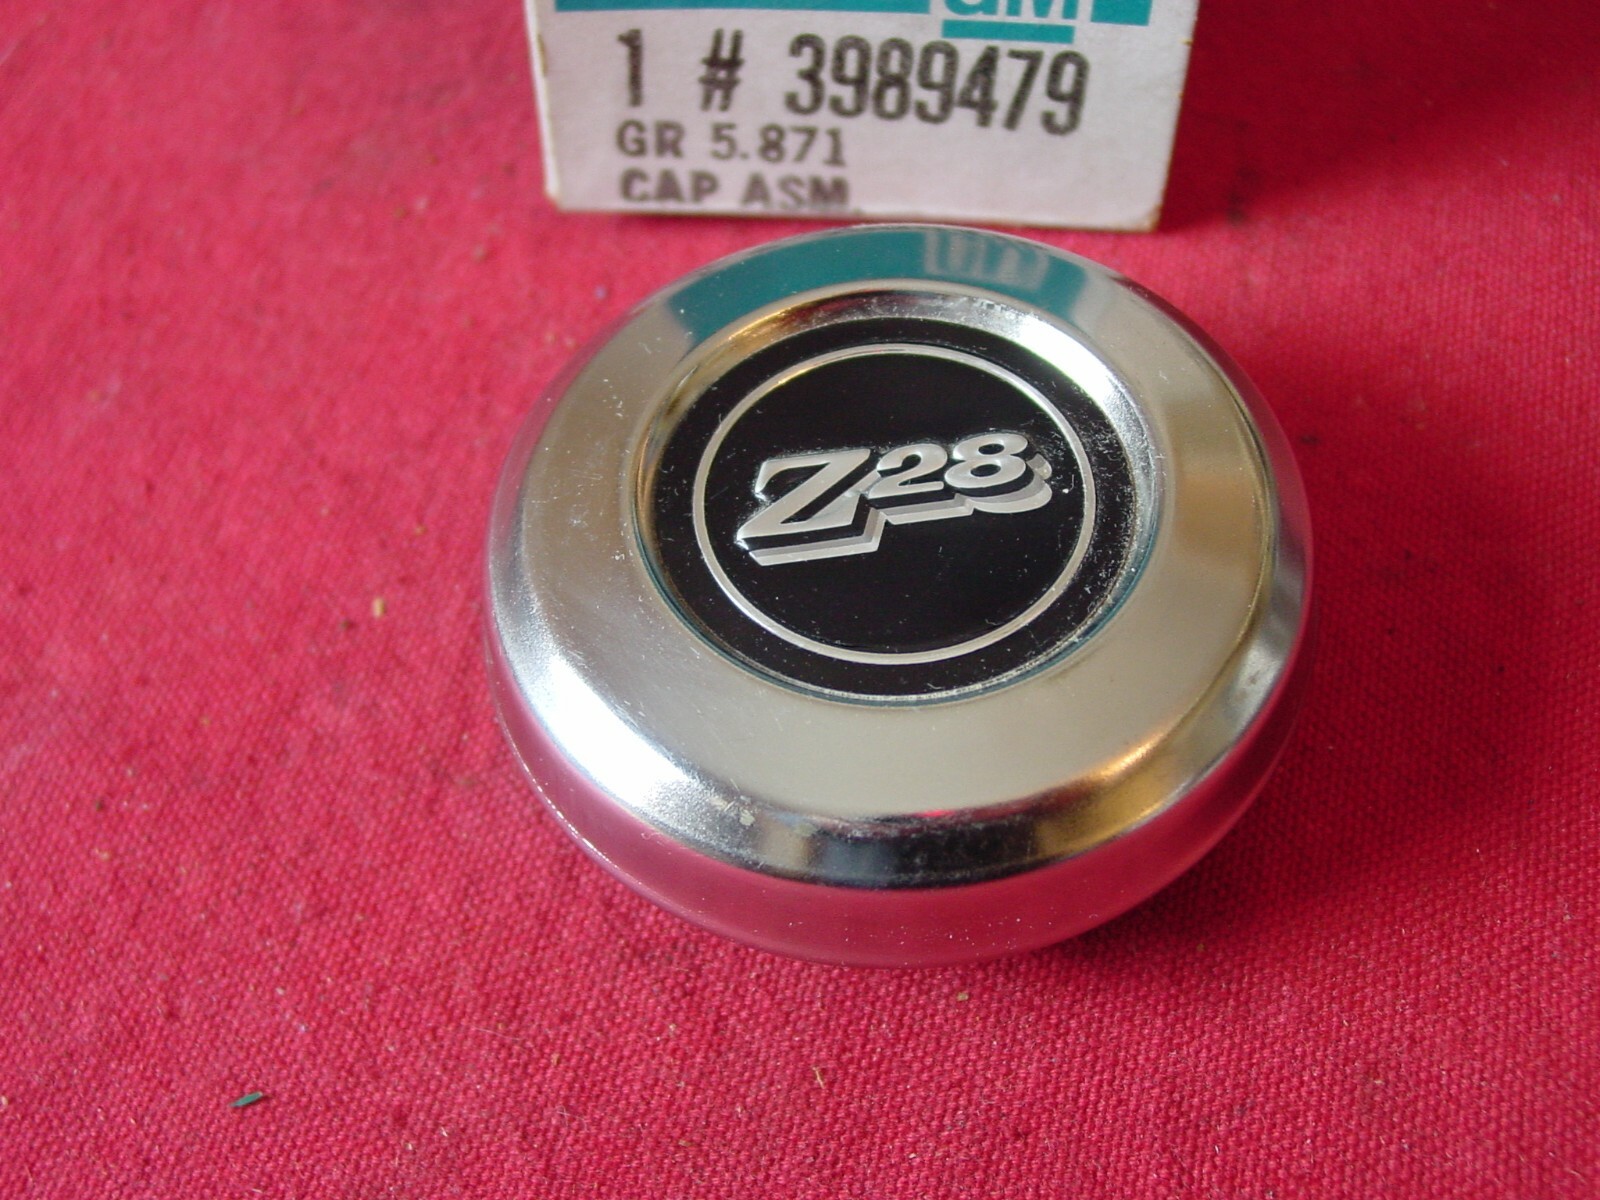 GM
1 # 3989479
GR 5.871
CAP ASM.
Z28